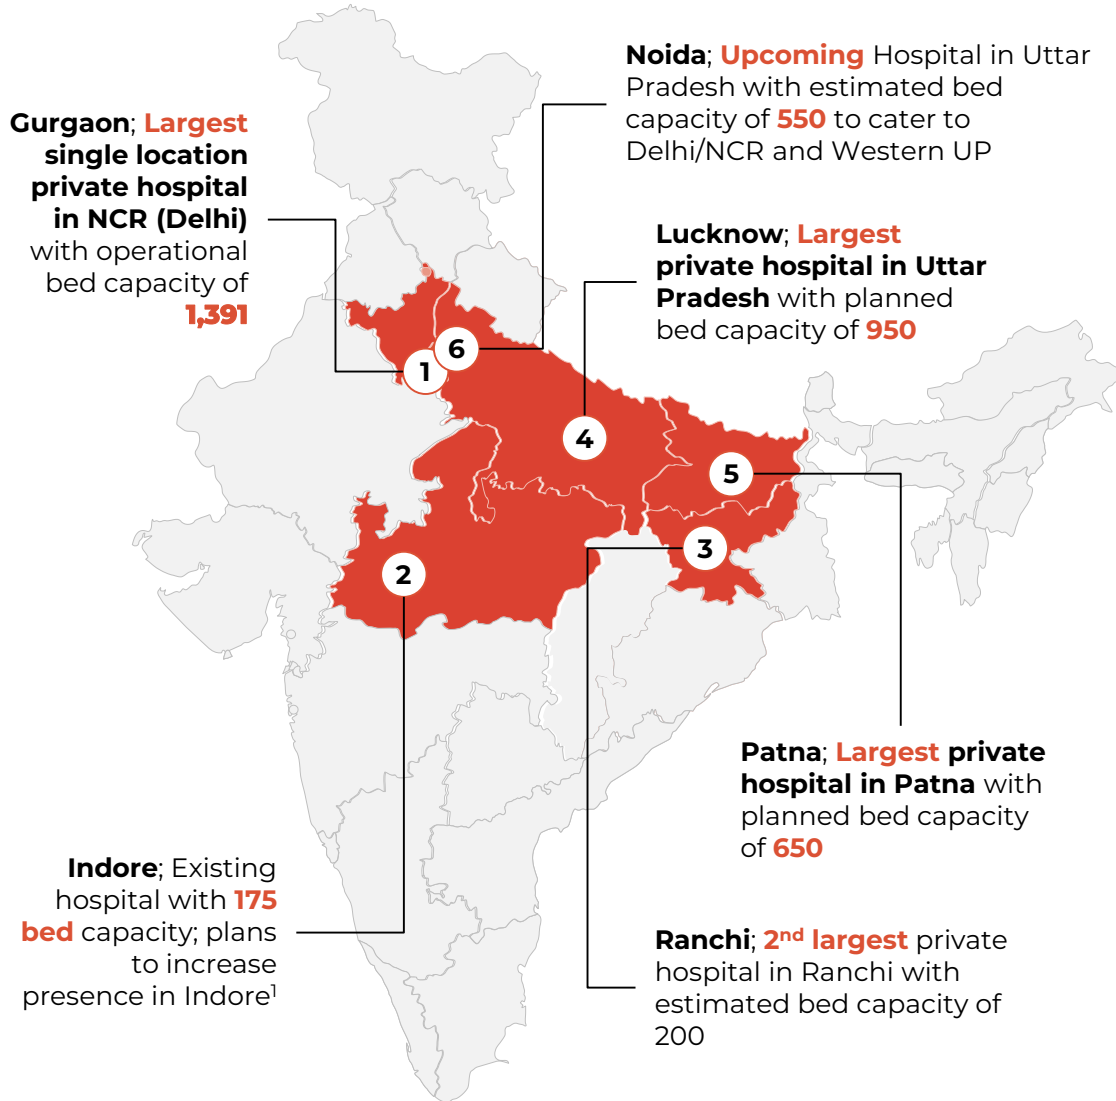 Noida; Upcoming Hospital in Uttar
Pradesh with estimated bed
capacity of 550 to cater to
Delhi/NCR and Western UP
Gurgaon; Largest
single location
private hospital
in NCR (Delhi)
with operational
bed capacity of
1,391
Lucknow; Largest
private hospital in Uttar
Pradesh with planned
bed capacity of 950
6
1
4
5
3
2
Patna; Largest private
hospital in Patna with
planned bed capacity
of 650
Indore; Existing
hospital with 175
bed capacity; plans
to increase
presence in Indore¹
Ranchi; 2ⁿᵈ largest private
hospital in Ranchi with
estimated bed capacity of
200